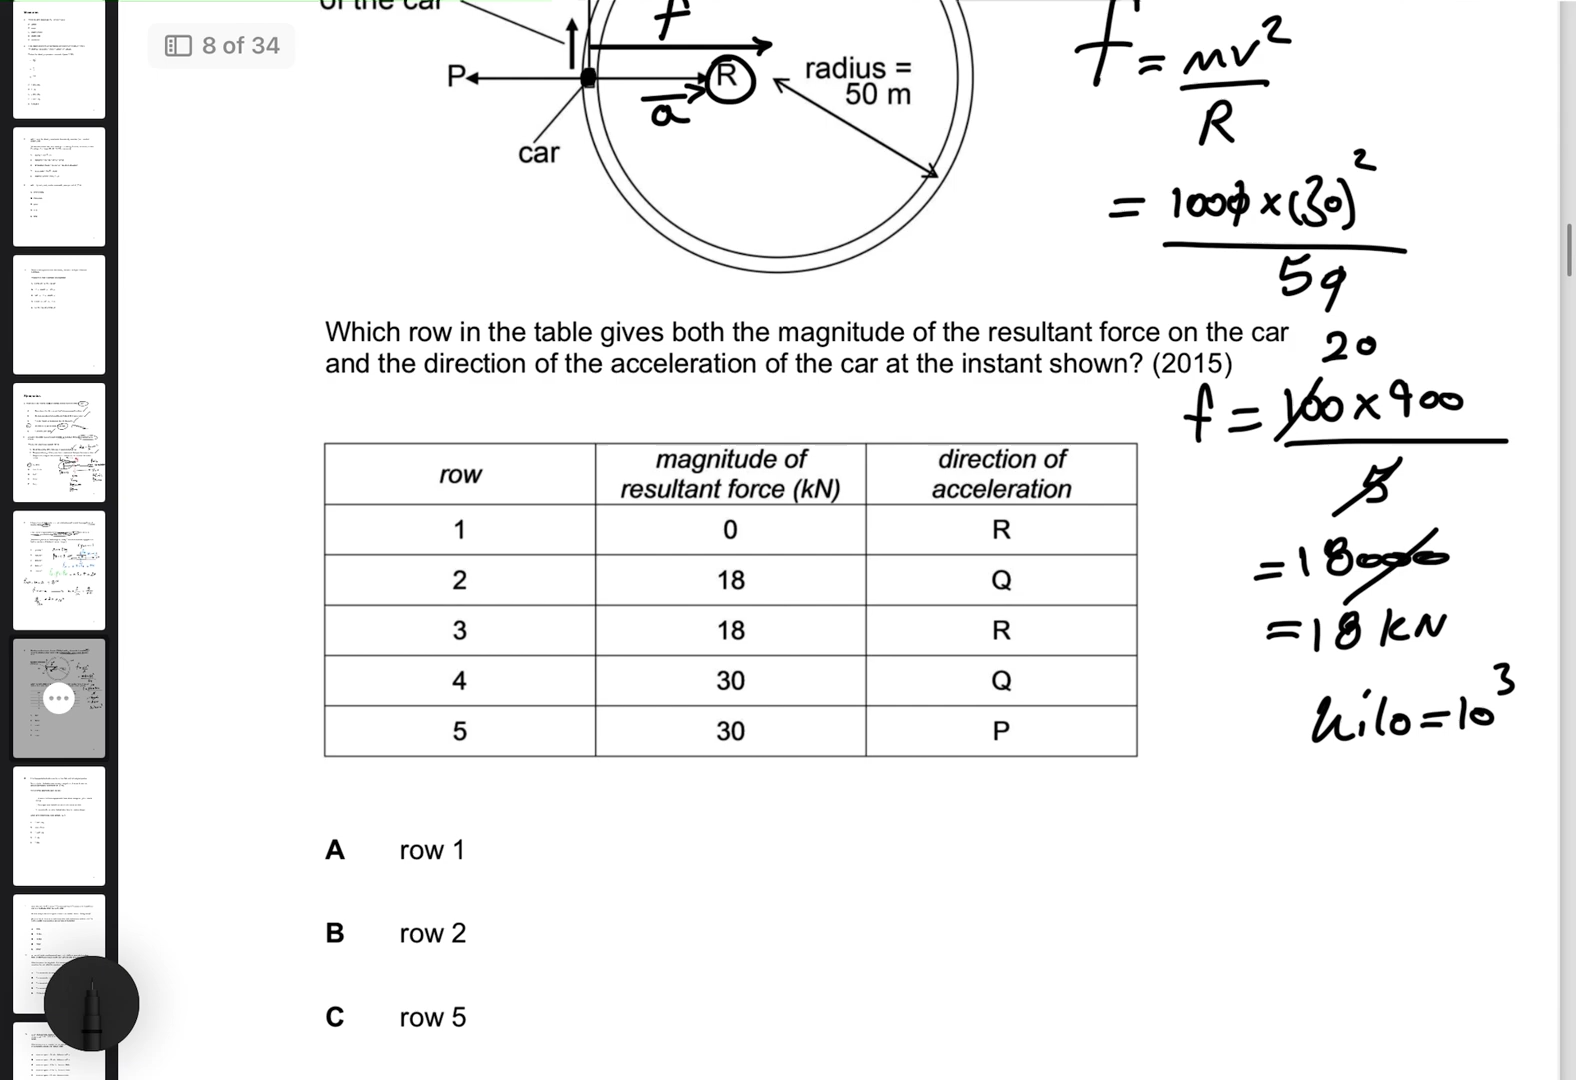 of the car
8 of 34
f
P
R
a
car
radius =
50 m
f = mv²
R
= 1000 × (30)²
50
Which row in the table gives both the magnitude of the resultant force on the car
and the direction of the acceleration of the car at the instant shown? (2015)
20
f = 100 × 900
5
= 18000
= 18 KN
kilo = 10³
row magnitude of resultant force (kN) direction of acceleration
1 0 R
2 18 Q
3 18 R
4 30 Q
5 30 P
A row 1
B row 2
C row 5